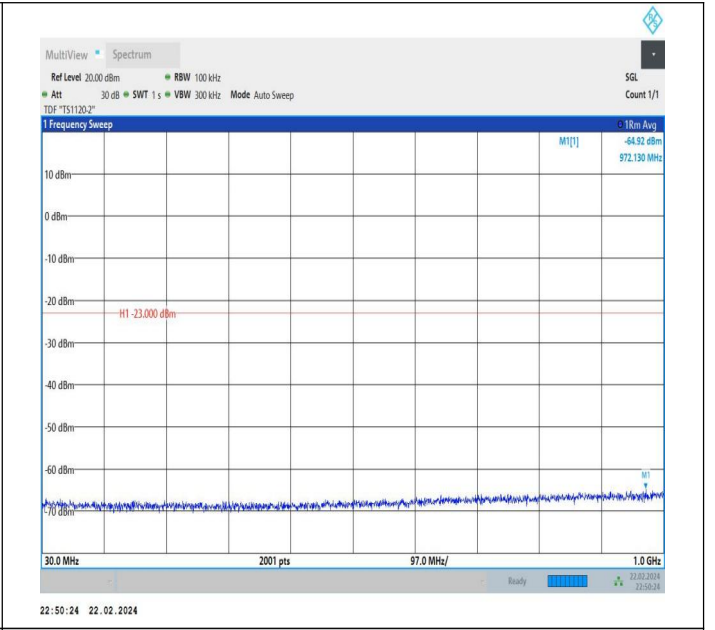 R S
MultiView Spectrum
Ref Level 20.00 dBm RBW 100 kHz SGL
Att 30 dB SWT 1 s VBW 300 kHz Mode Auto Sweep Count 1/1
TDF "TS1120-2"
1 Frequency Sweep 1Rm Avg
M1[1] -64.92 dBm
972.130 MHz
10 dBm
0 dBm
-10 dBm
-20 dBm
H1 -23.000 dBm
-30 dBm
-40 dBm
-50 dBm
-60 dBm
M1
-70 dBm
30.0 MHz 2001 pts 97.0 MHz/ 1.0 GHz
Ready 22.02.2024
22:50:24
22:50:24 22.02.2024